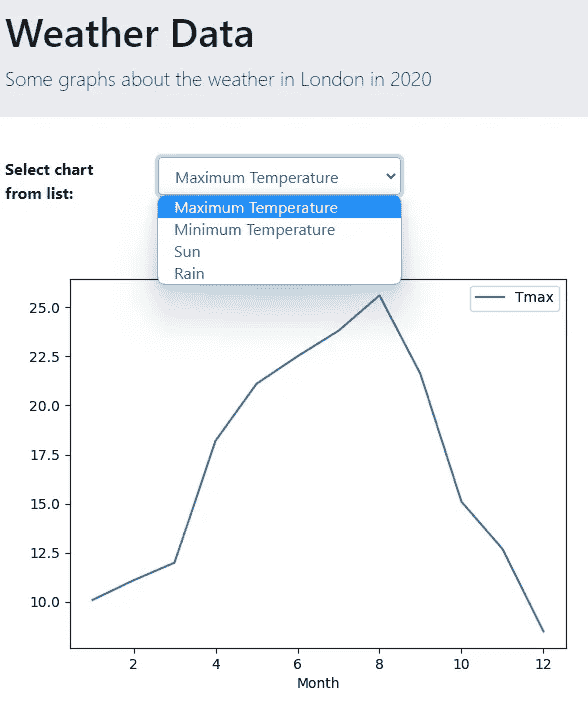 Weather Data
Some graphs about the weather in London in 2020
Select chart
from list:
Maximum Temperature
Maximum Temperature
Minimum Temperature
Sun
Rain
Tmax
25.0
22.5
20.0
17.5
15.0
12.5
10.0
2 4 6 8 10 12
Month